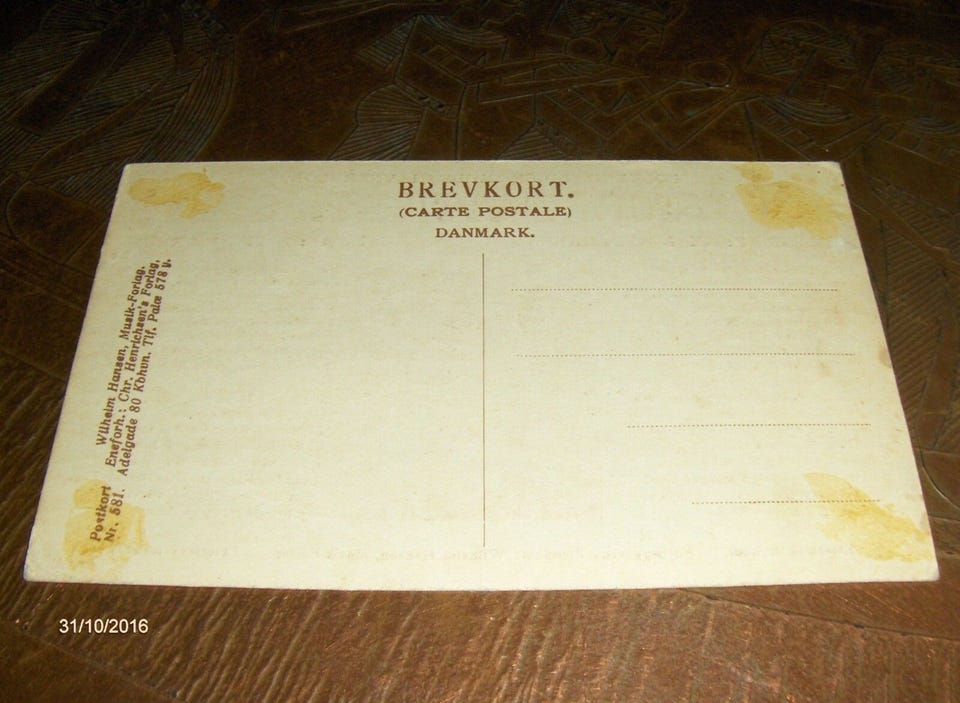 BREVKORT.
(CARTE POSTALE)
DANMARK.
Postkort Wilhelm Hansen, Musik-Forlag.
Nr. 581. Eneforh.: Chr. Henrichsen's Forlag,
Adelgade 80 Kbhvn. Tlf. Palæ 578 y.
31/10/2016